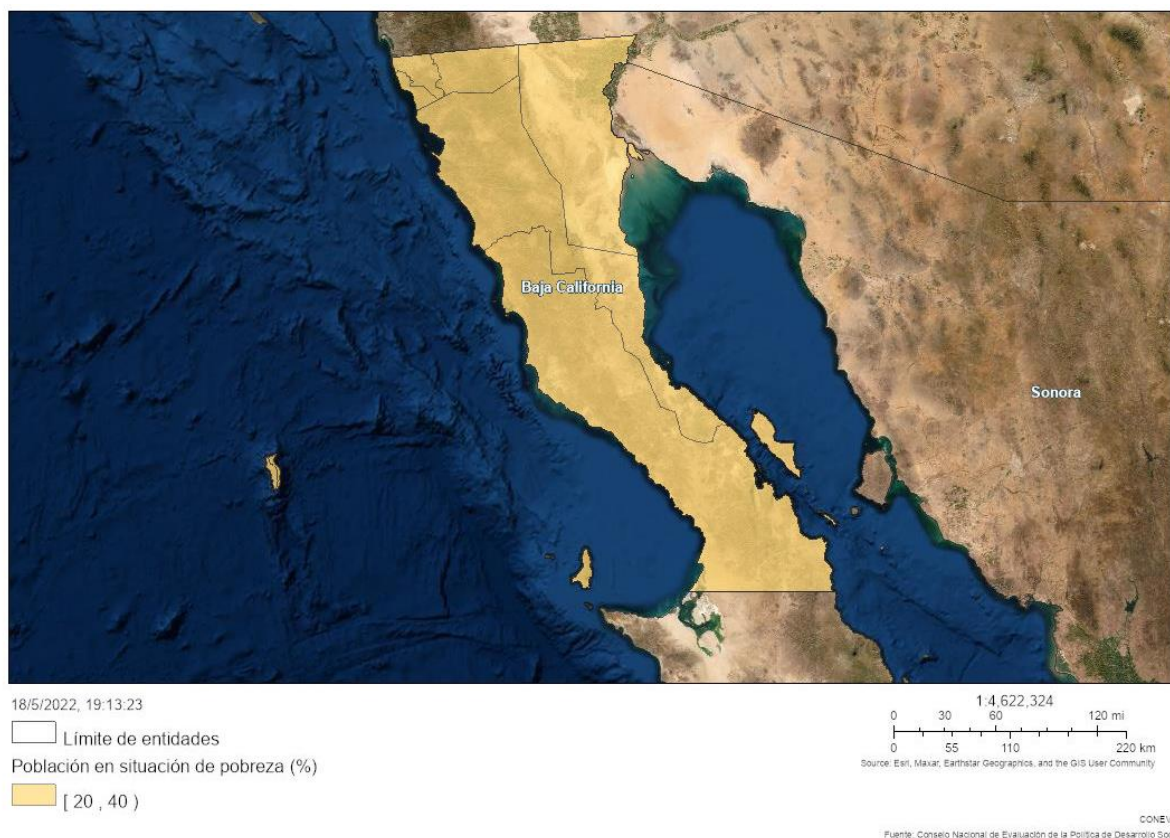 Baja California
Sonora
18/5/2022, 19:13:23
Límite de entidades
Población en situación de pobreza (%)
[ 20 , 40 )
1:4,622,324
0 30 60 120 mi
0 55 110 220 km
Source: Esri, Maxar, Earthstar Geographics, and the GIS User Community
Fuente: Consejo Nacional de Evaluación de la Política de Desarrollo